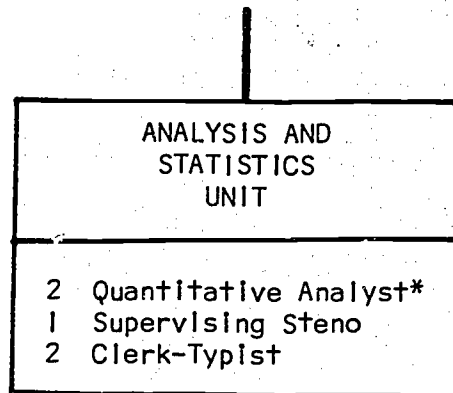 ANALYSIS AND
STATISTICS
UNIT
2 Quantitative Analyst*
1 Supervising Steno
2 Clerk-Typist